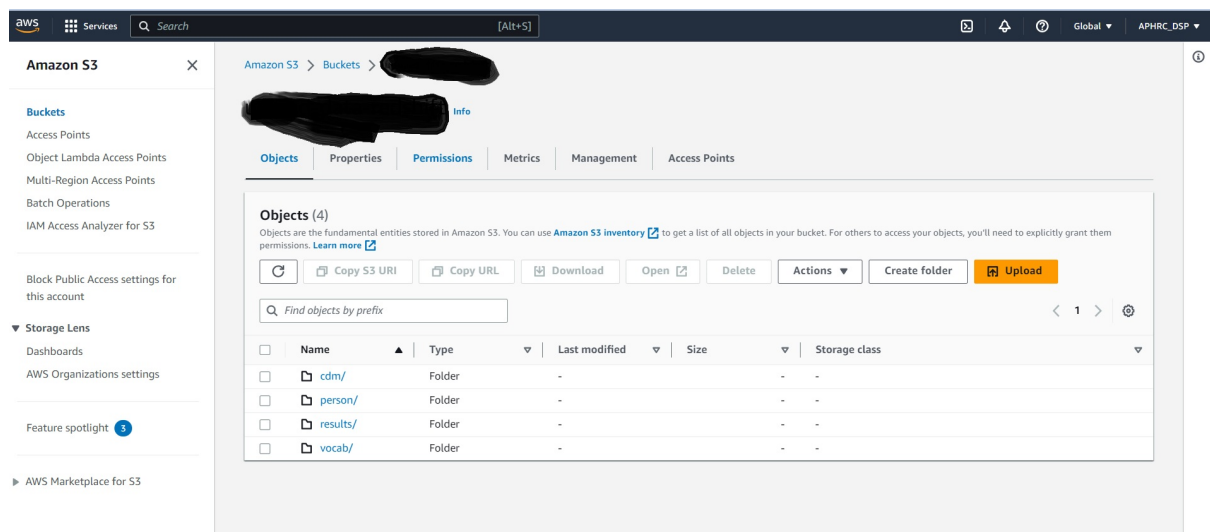 aws Services Search [Alt+S] Global ▼ APHRC_DSP ▼
Amazon S3
Buckets
Access Points
Object Lambda Access Points
Multi-Region Access Points
Batch Operations
IAM Access Analyzer for S3
Block Public Access settings for
this account
▼ Storage Lens
Dashboards
AWS Organizations settings
Feature spotlight 3
▶ AWS Marketplace for S3
Amazon S3 > Buckets >
Info
Objects Properties Permissions Metrics Management Access Points
Objects (4)
Objects are the fundamental entities stored in Amazon S3. You can use Amazon S3 inventory to get a list of all objects in your bucket. For others to access your objects, you'll need to explicitly grant them
permissions. Learn more
Copy S3 URI Copy URL Download Open Delete Actions ▼ Create folder Upload
Find objects by prefix < 1 >
Name ▲ Type Last modified Size Storage class
cdm/ Folder - - -
person/ Folder - - -
results/ Folder - - -
vocab/ Folder - - -